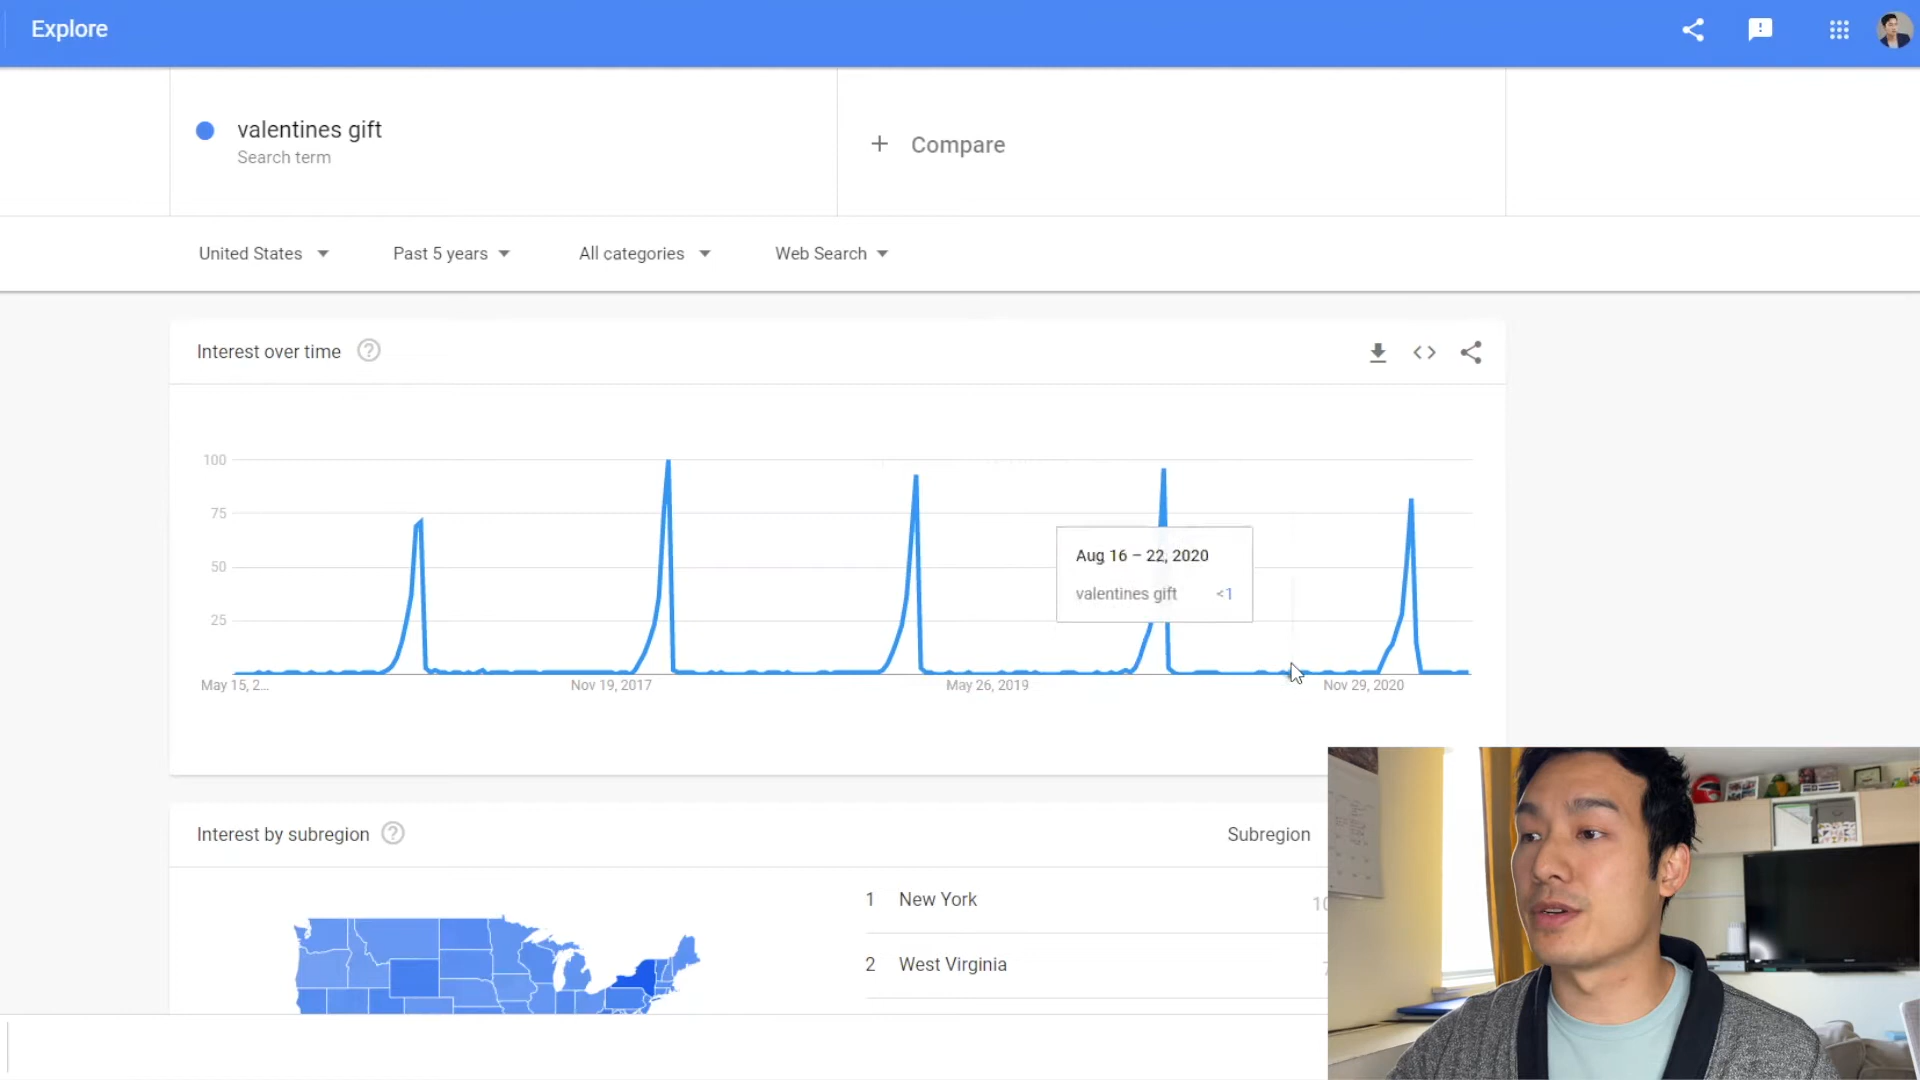 Explore
valentines gift
Search term
+ Compare
United States
Past 5 years
All categories
Web Search
Interest over time
100
75
50
25
Aug 16 – 22, 2020
valentines gift <1
May 15, 2...
Nov 19, 2017
May 26, 2019
Nov 29, 2020
Interest by subregion
Subregion
1 New York
2 West Virginia